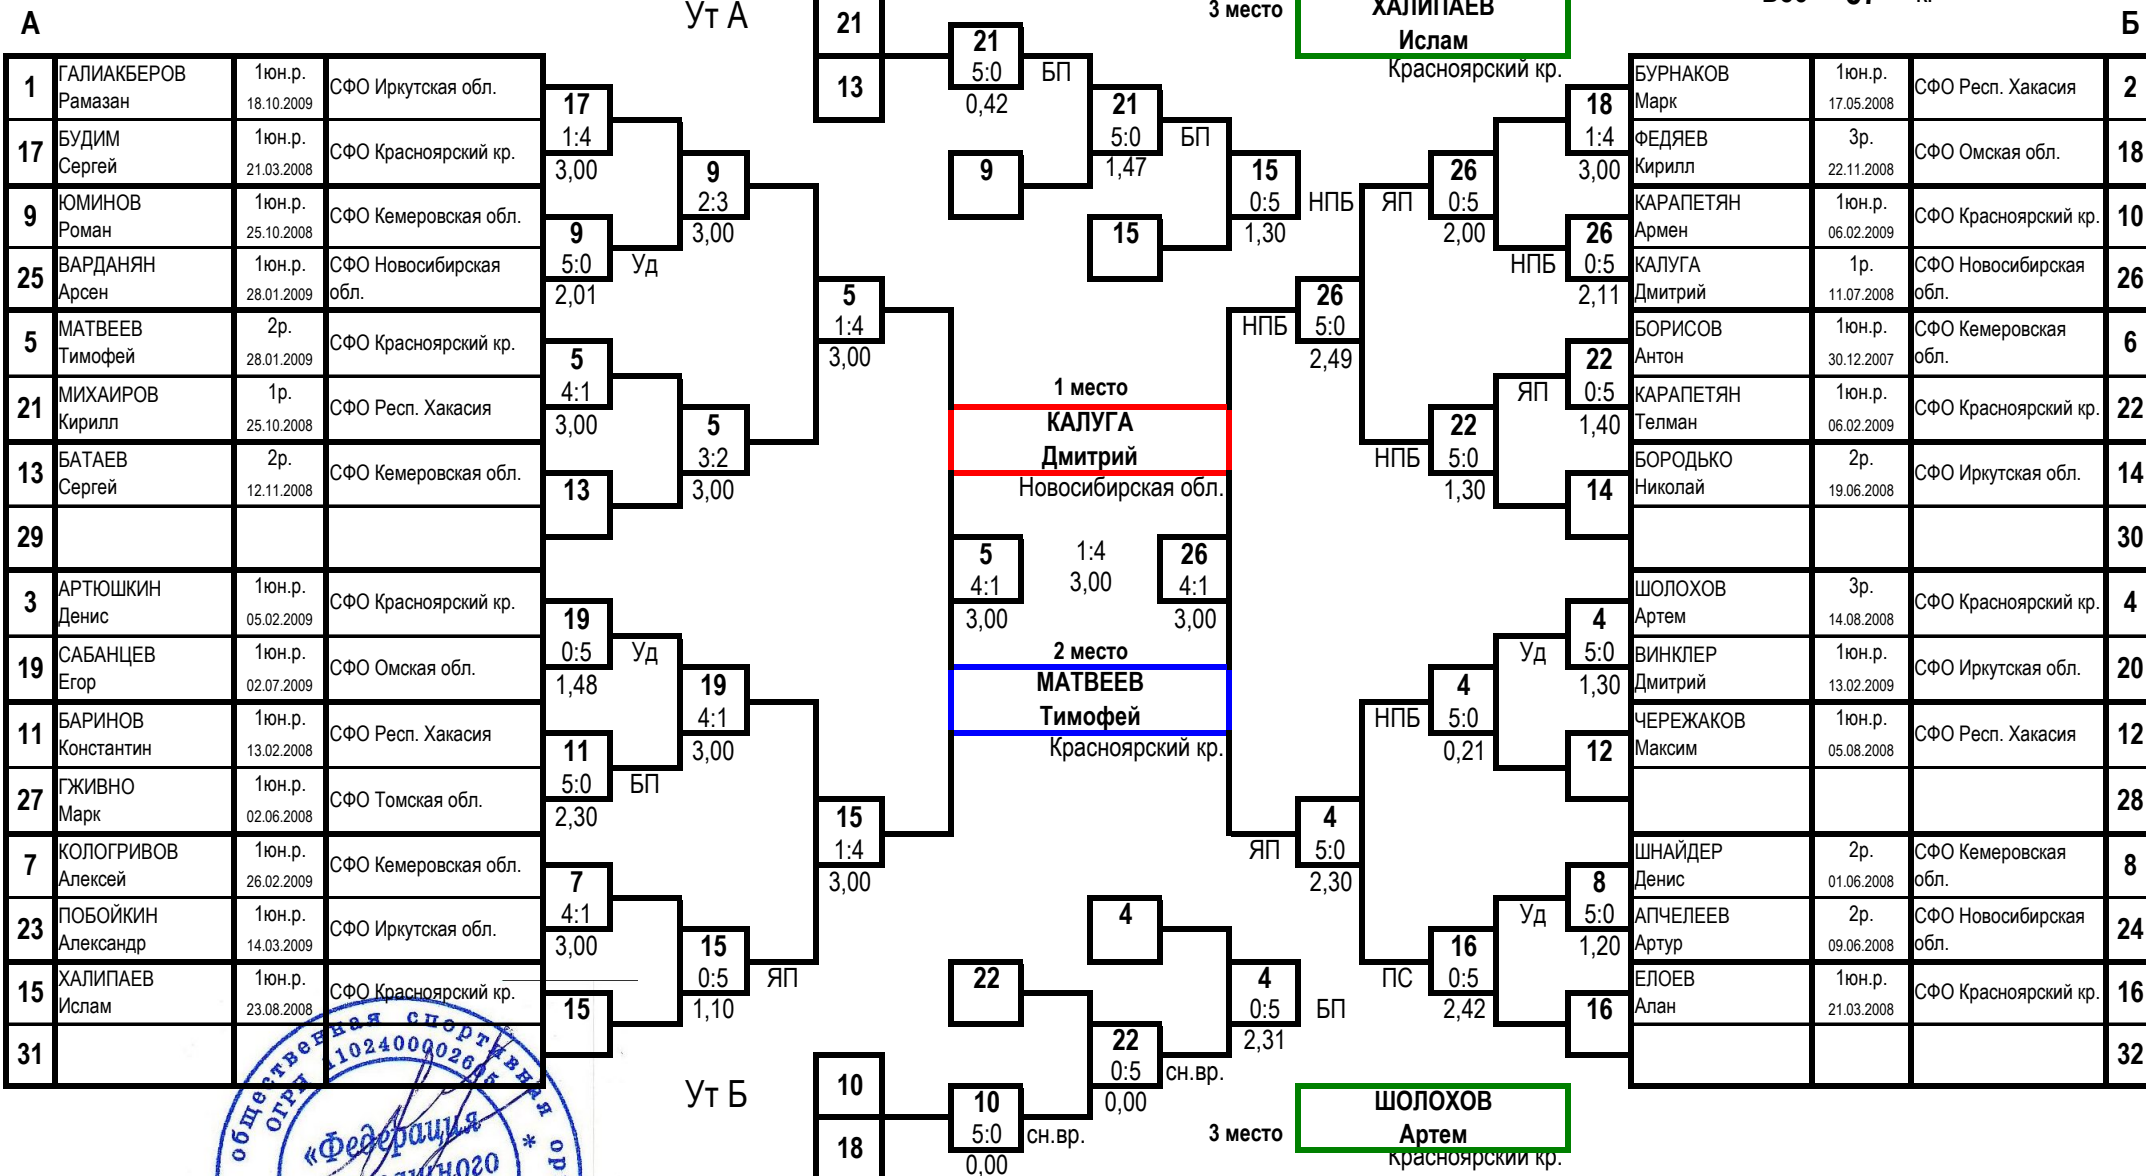 А
Ут А
3 место
ХАЛИПАЕВ
Ислам
Красноярский кр.
Б
1 ГАЛИАКБЕРОВ Рамазан 1юн.р. 18.10.2009 СФО Иркутская обл.
17 БУДИМ Сергей 1юн.р. 21.03.2008 СФО Красноярский кр.
9 ЮМИНОВ Роман 1юн.р. 25.10.2008 СФО Кемеровская обл.
25 ВАРДАНЯН Арсен 1юн.р. 28.01.2009 СФО Новосибирская обл.
5 МАТВЕЕВ Тимофей 2р. 28.01.2009 СФО Красноярский кр.
21 МИХАИРОВ Кирилл 1р. 25.10.2008 СФО Респ. Хакасия
13 БАТАЕВ Сергей 2р. 12.11.2008 СФО Кемеровская обл.
29
3 АРТЮШКИН Денис 1юн.р. 05.02.2009 СФО Красноярский кр.
19 САБАНЦЕВ Егор 1юн.р. 02.07.2009 СФО Омская обл.
11 БАРИНОВ Константин 1юн.р. 13.02.2008 СФО Респ. Хакасия
27 ГЖИВНО Марк 1юн.р. 02.06.2008 СФО Томская обл.
7 КОЛОГРИВОВ Алексей 1юн.р. 26.02.2009 СФО Кемеровская обл.
23 ПОБОЙКИН Александр 1юн.р. 14.03.2009 СФО Иркутская обл.
15 ХАЛИПАЕВ Ислам 1юн.р. 23.08.2008 СФО Красноярский кр.
31
17 1:4 3,00
9 5:0 2,01 Уд
5 4:1 3,00
13
19 0:5 1,48 Уд
11 5:0 2,30 БП
7 4:1 3,00
15
9 2:3 3,00
5 3:2 3,00
19 4:1 3,00
15 0:5 1,10 ЯП
5 1:4 3,00
15 1:4 3,00
21
13
21 5:0 0,42 БП
9
21 5:0 1,47 БП
15
15 0:5 1,30 НПБ
1 место
КАЛУГА
Дмитрий
Новосибирская обл.
5 4:1 3,00
1:4
3,00
26 4:1 3,00
2 место
МАТВЕЕВ
Тимофей
Красноярский кр.
НПБ 26 5:0 2,49
ЯП 4 5:0 2,30
ЯП 26 0:5 2,00
НПБ 22 5:0 1,30
НПБ 4 5:0 0,21
ПС 16 0:5 2,42
18 1:4 3,00
НПБ 26 0:5 2,11
ЯП 22 0:5 1,40
14
Уд 4 5:0 1,30
12
Уд 8 5:0 1,20
16
БУРНАКОВ Марк 1юн.р. 17.05.2008 СФО Респ. Хакасия 2
ФЕДЯЕВ Кирилл 3р. 22.11.2008 СФО Омская обл. 18
КАРАПЕТЯН Армен 1юн.р. 06.02.2009 СФО Красноярский кр. 10
КАЛУГА Дмитрий 1р. 11.07.2008 СФО Новосибирская обл. 26
БОРИСОВ Антон 1юн.р. 30.12.2007 СФО Кемеровская обл. 6
КАРАПЕТЯН Телман 1юн.р. 06.02.2009 СФО Красноярский кр. 22
БОРОДЬКО Николай 2р. 19.06.2008 СФО Иркутская обл. 14
30
ШОЛОХОВ Артем 3р. 14.08.2008 СФО Красноярский кр. 4
ВИНКЛЕР Дмитрий 1юн.р. 13.02.2009 СФО Иркутская обл. 20
ЧЕРЕЖАКОВ Максим 1юн.р. 05.08.2008 СФО Респ. Хакасия 12
28
ШНАЙДЕР Денис 2р. 01.06.2008 СФО Кемеровская обл. 8
АПЧЕЛЕЕВ Артур 2р. 09.06.2008 СФО Новосибирская обл. 24
ЕЛОЕВ Алан 1юн.р. 21.03.2008 СФО Красноярский кр. 16
32
4
22
4 0:5 2,31 БП
22 0:5 0,00 сн.вр.
Ут Б
10
18
10 5:0 0,00 сн.вр.
3 место
ШОЛОХОВ
Артем
Красноярский кр.
общественная спортивная
ОГРН
«Федерация